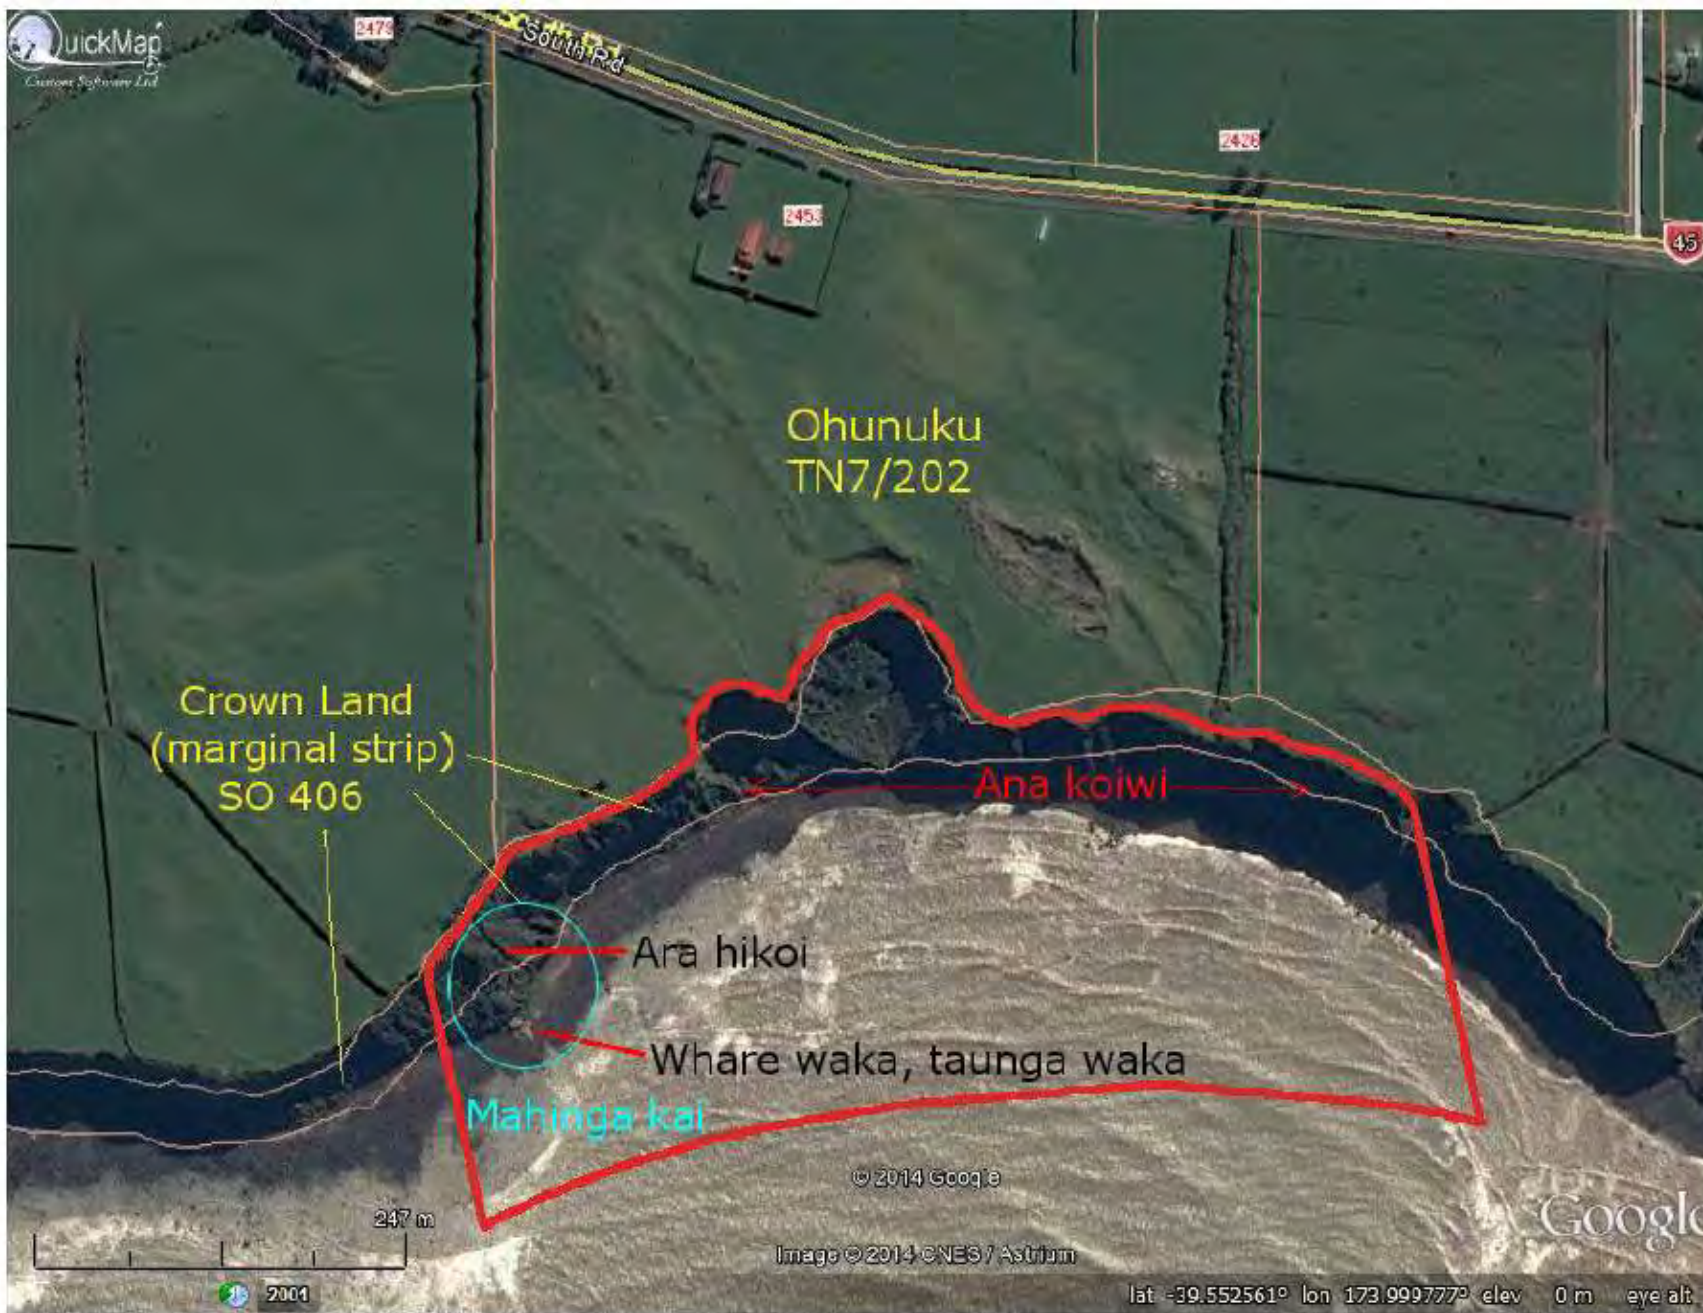 QuickMap
Custom Software Ltd
2479
South Rd
2426
2453
45
Ohunuku
TN7/202
Crown Land
(marginal strip)
SO 406
Ana koiwi
Ara hikoi
Whare waka, taunga waka
Mahinga kai
© 2014 Google
247 m
Google
Image © 2014 CNES / Astrium
2001
lat -39.552561° lon 173.999777° elev 0 m eye alt